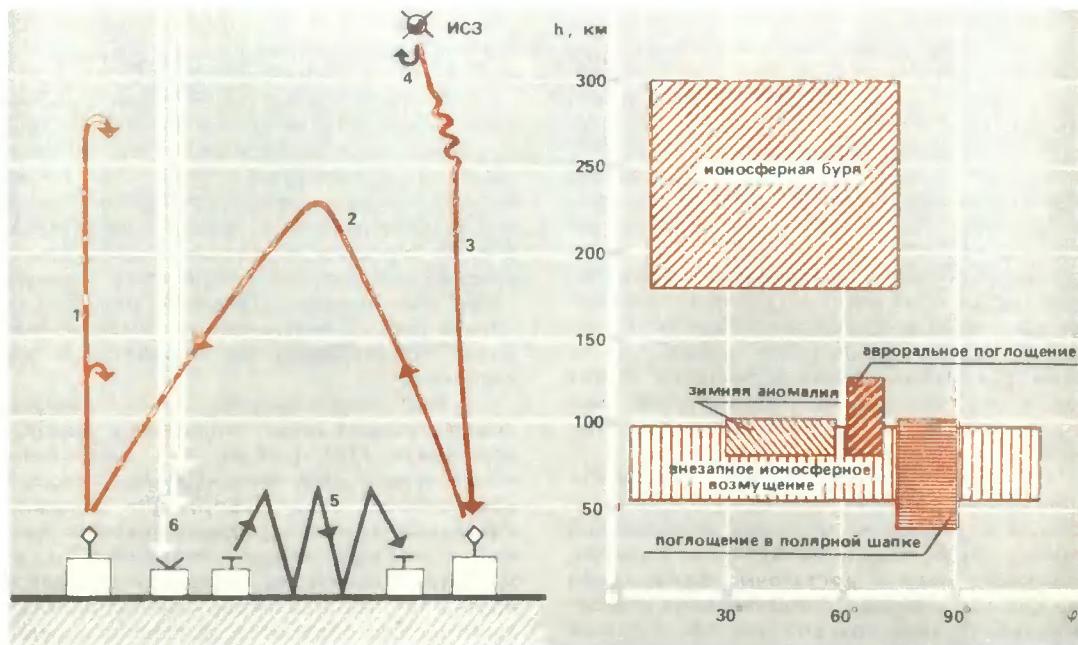 ИСЗ
4
1
2
3
5
6
h, км
300
250
200
150
100
50
ионосферная буря
авроральное поглощение
зимняя аномалия
внезапное ионосферное
возмущение
поглощение в полярной шапке
30
60°
90°
φ